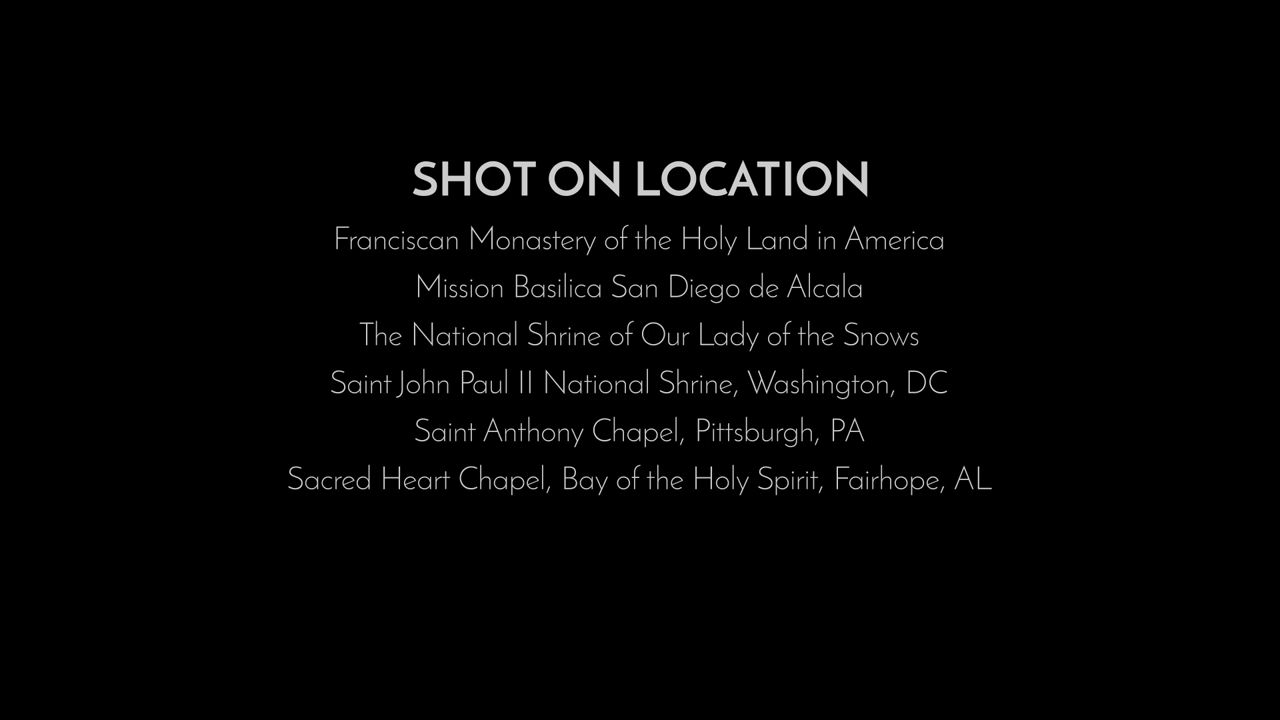 SHOT ON LOCATION
Franciscan Monastery of the Holy Land in America
Mission Basilica San Diego de Alcala
The National Shrine of Our Lady of the Snows
Saint John Paul II National Shrine, Washington, DC
Saint Anthony Chapel, Pittsburgh, PA
Sacred Heart Chapel, Bay of the Holy Spirit, Fairhope, AL